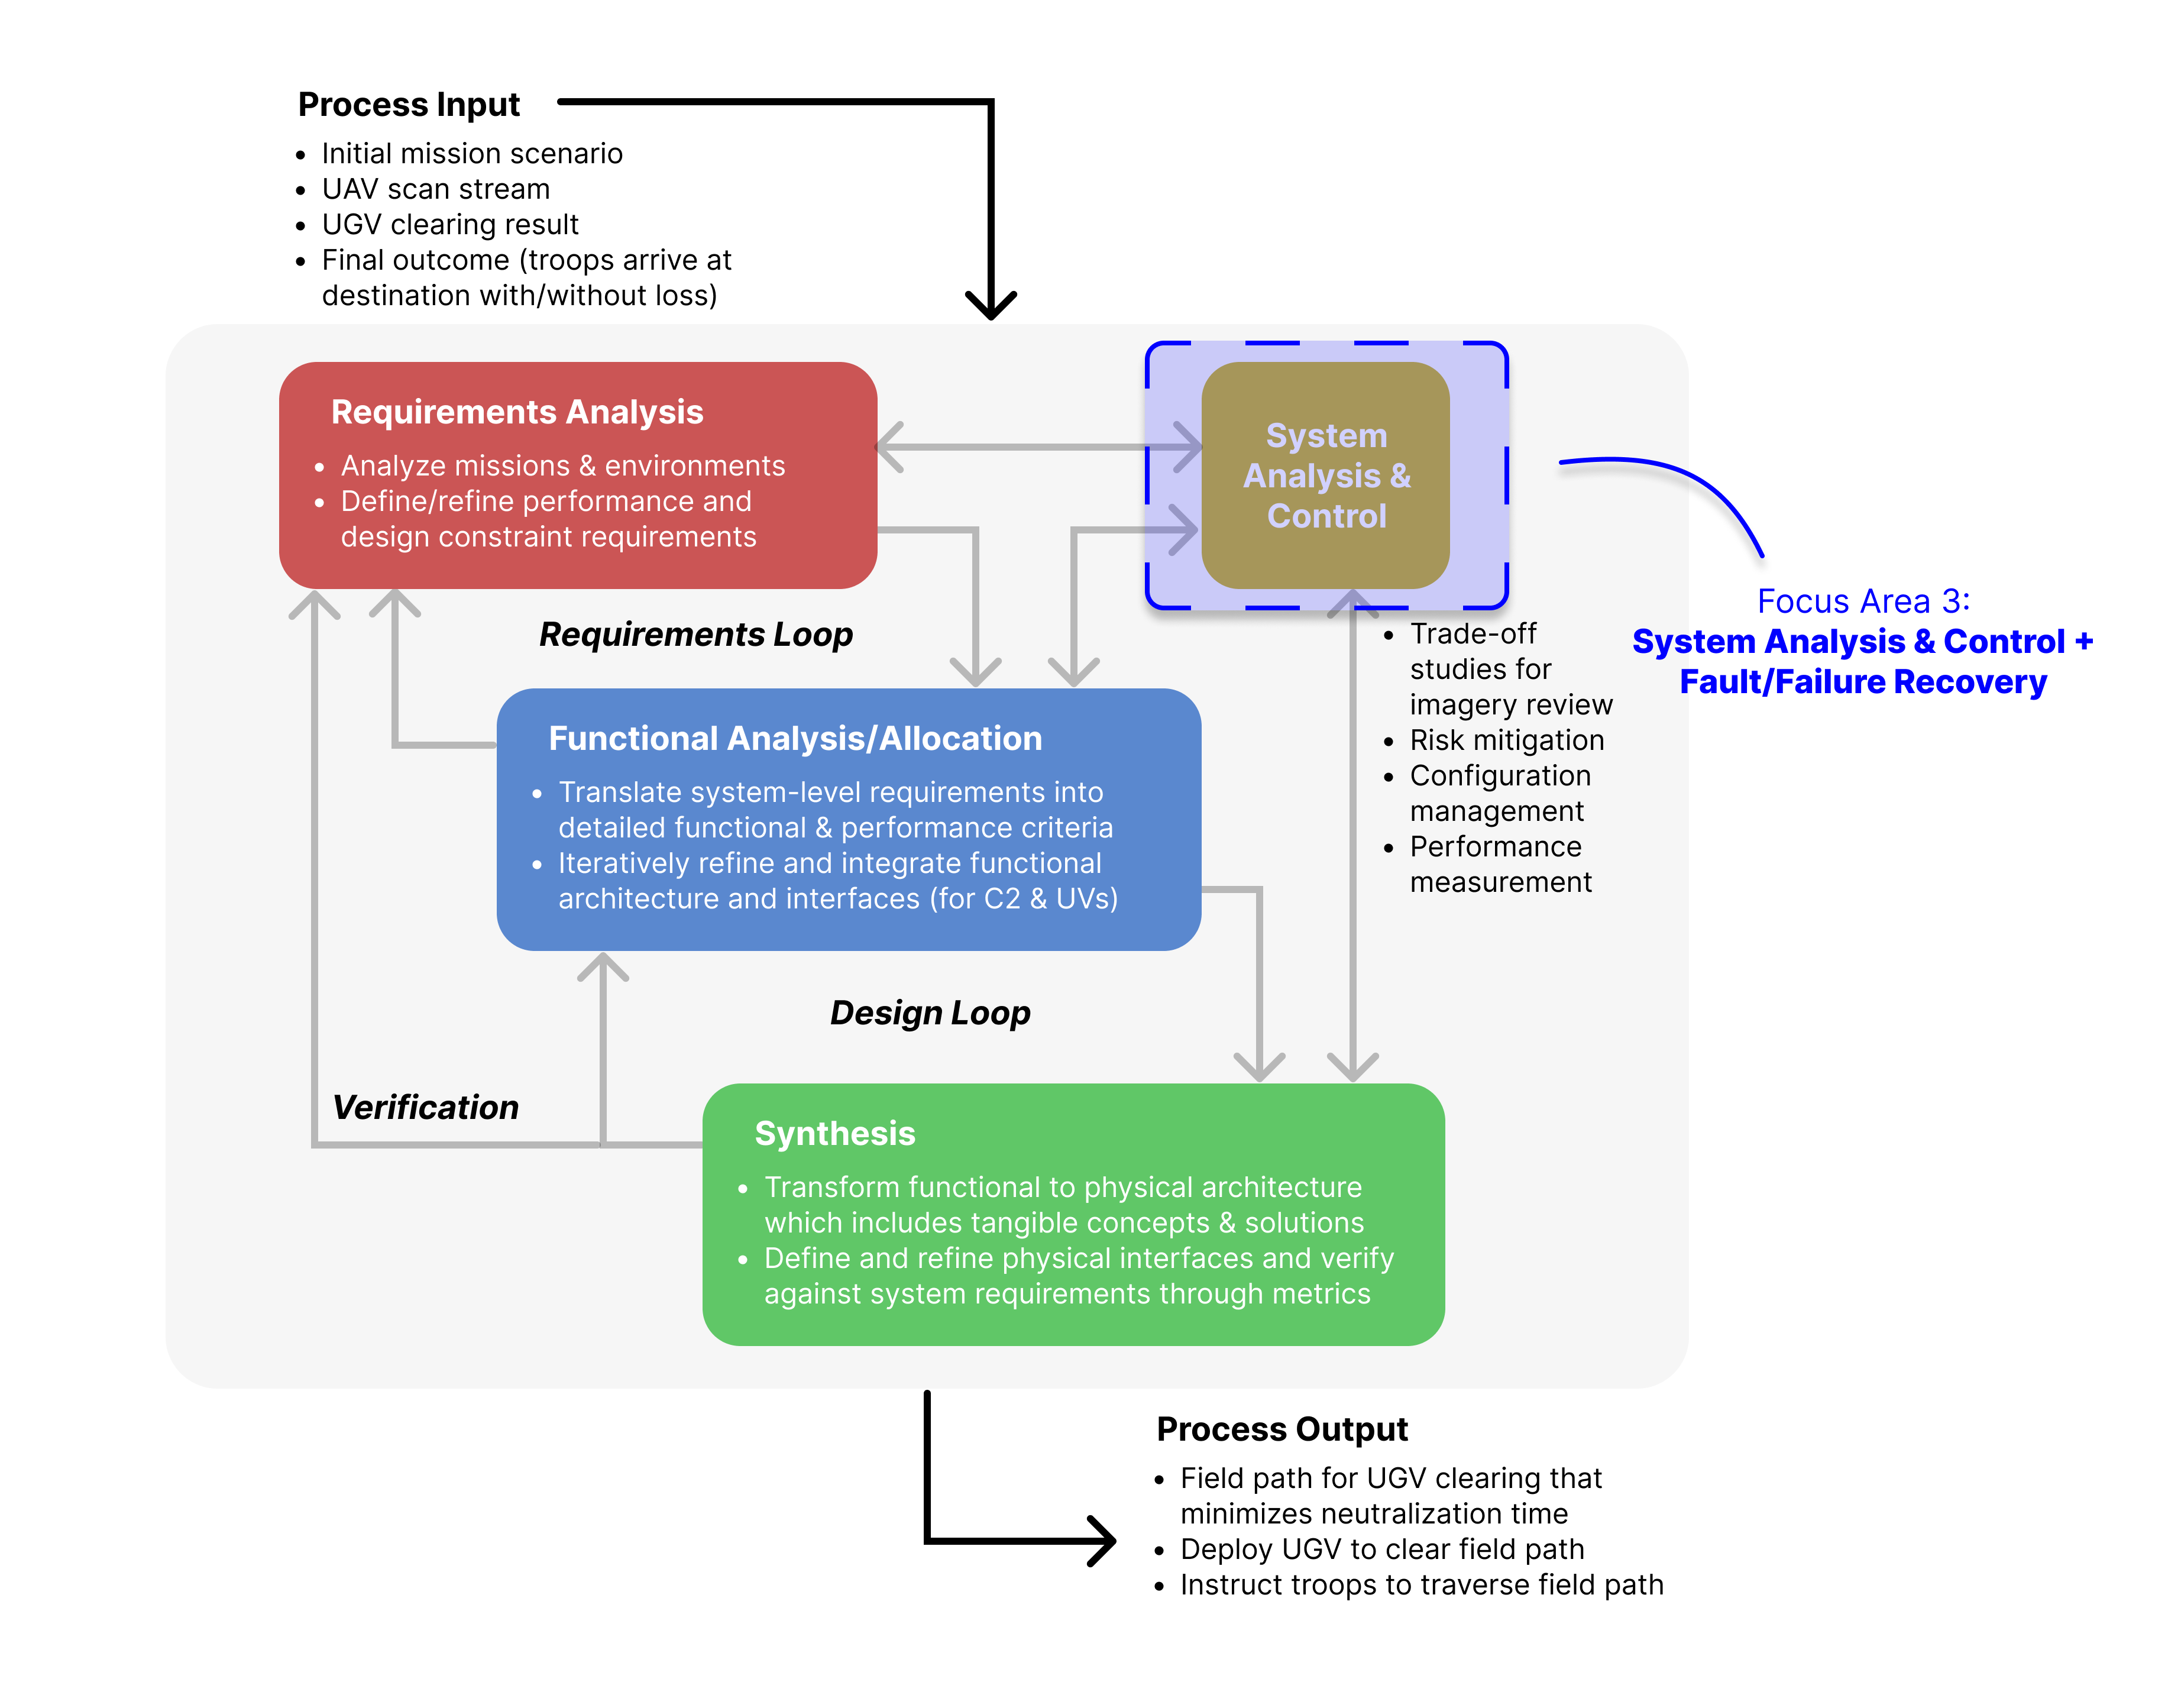 Process Input
• Initial mission scenario
• UAV scan stream
• UGV clearing result
• Final outcome (troops arrive at
destination with/without loss)
Requirements Analysis
• Analyze missions & environments
• Define/refine performance and
design constraint requirements
System
Analysis &
Control
Focus Area 3:
System Analysis & Control +
Fault/Failure Recovery
• Trade-off
studies for
imagery review
• Risk mitigation
• Configuration
management
• Performance
measurement
Requirements Loop
Functional Analysis/Allocation
• Translate system-level requirements into
detailed functional & performance criteria
• Iteratively refine and integrate functional
architecture and interfaces (for C2 & UVs)
Design Loop
Verification
Synthesis
• Transform functional to physical architecture
which includes tangible concepts & solutions
• Define and refine physical interfaces and verify
against system requirements through metrics
Process Output
• Field path for UGV clearing that
minimizes neutralization time
• Deploy UGV to clear field path
• Instruct troops to traverse field path